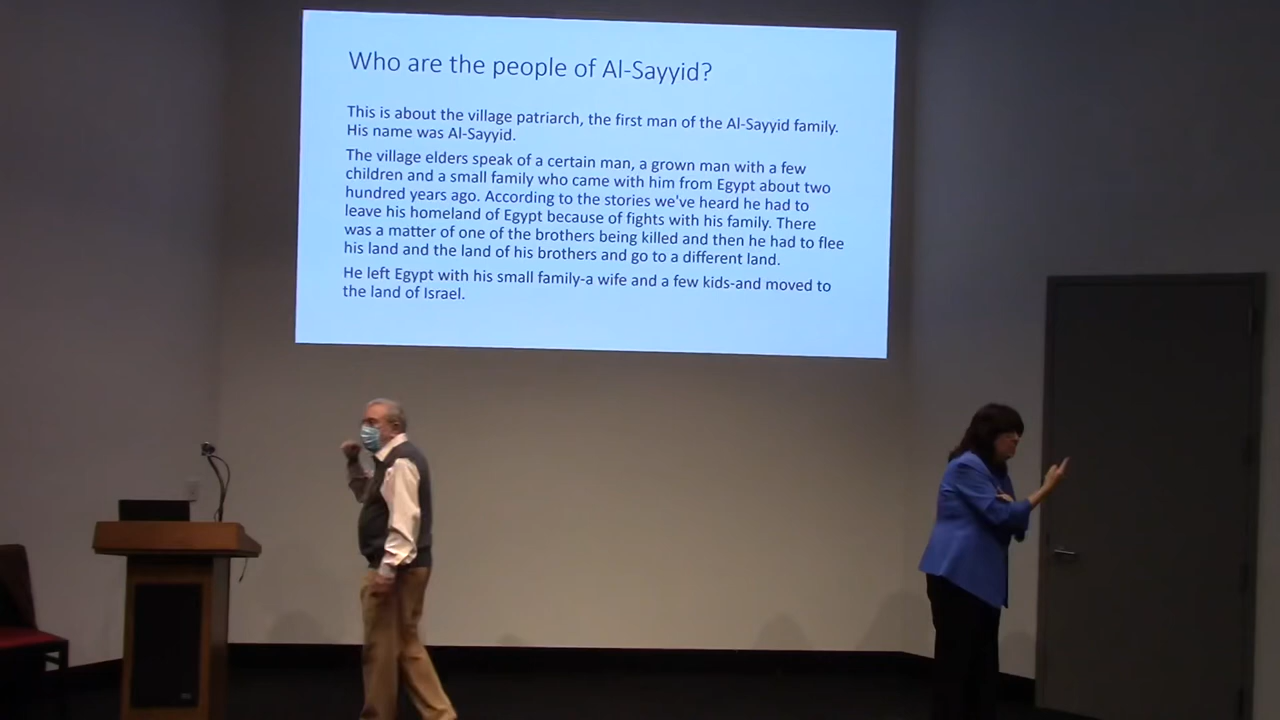 Who are the people of Al-Sayyid?
This is about the village patriarch, the first man of the Al-Sayyid family.
His name was Al-Sayyid.
The village elders speak of a certain man, a grown man with a few
children and a small family who came with him from Egypt about two
hundred years ago. According to the stories we've heard he had to
leave his homeland of Egypt because of fights with his family. There
was a matter of one of the brothers being killed and then he had to flee
his land and the land of his brothers and go to a different land.
He left Egypt with his small family-a wife and a few kids-and moved to
the land of Israel.